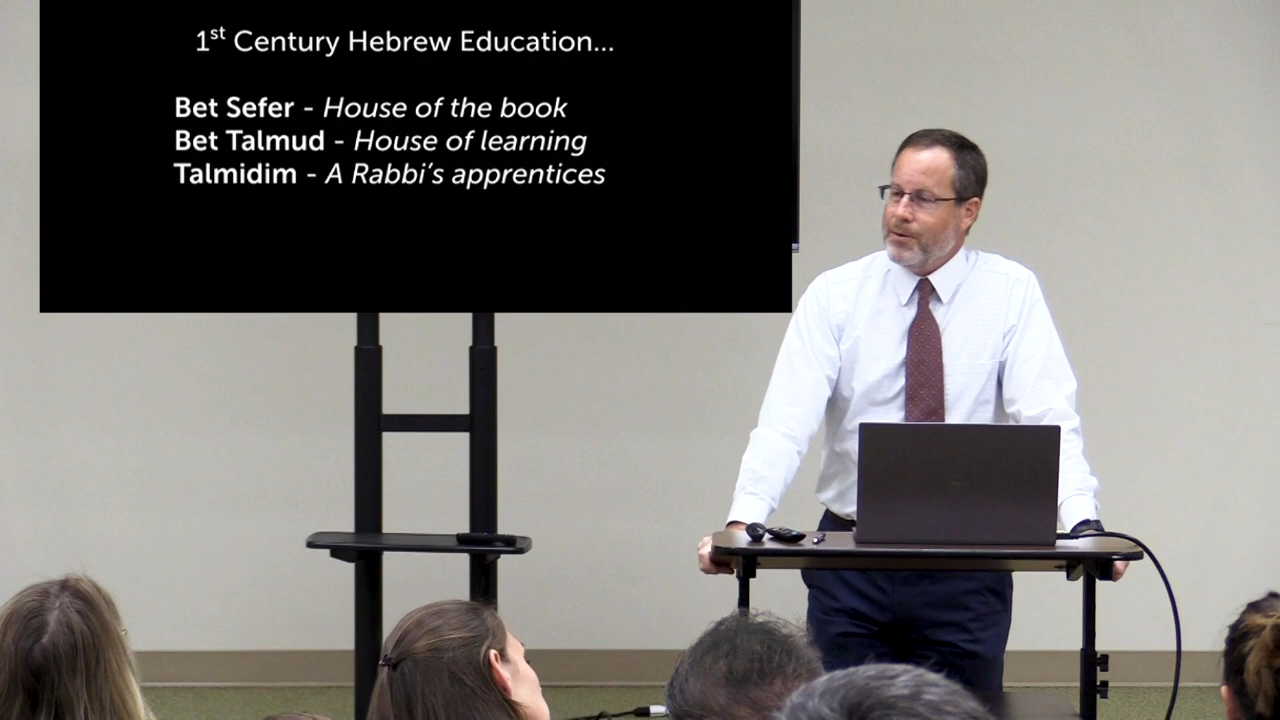 1st Century Hebrew Education...
Bet Sefer - House of the book
Bet Talmud - House of learning
Talmidim - A Rabbi's apprentices